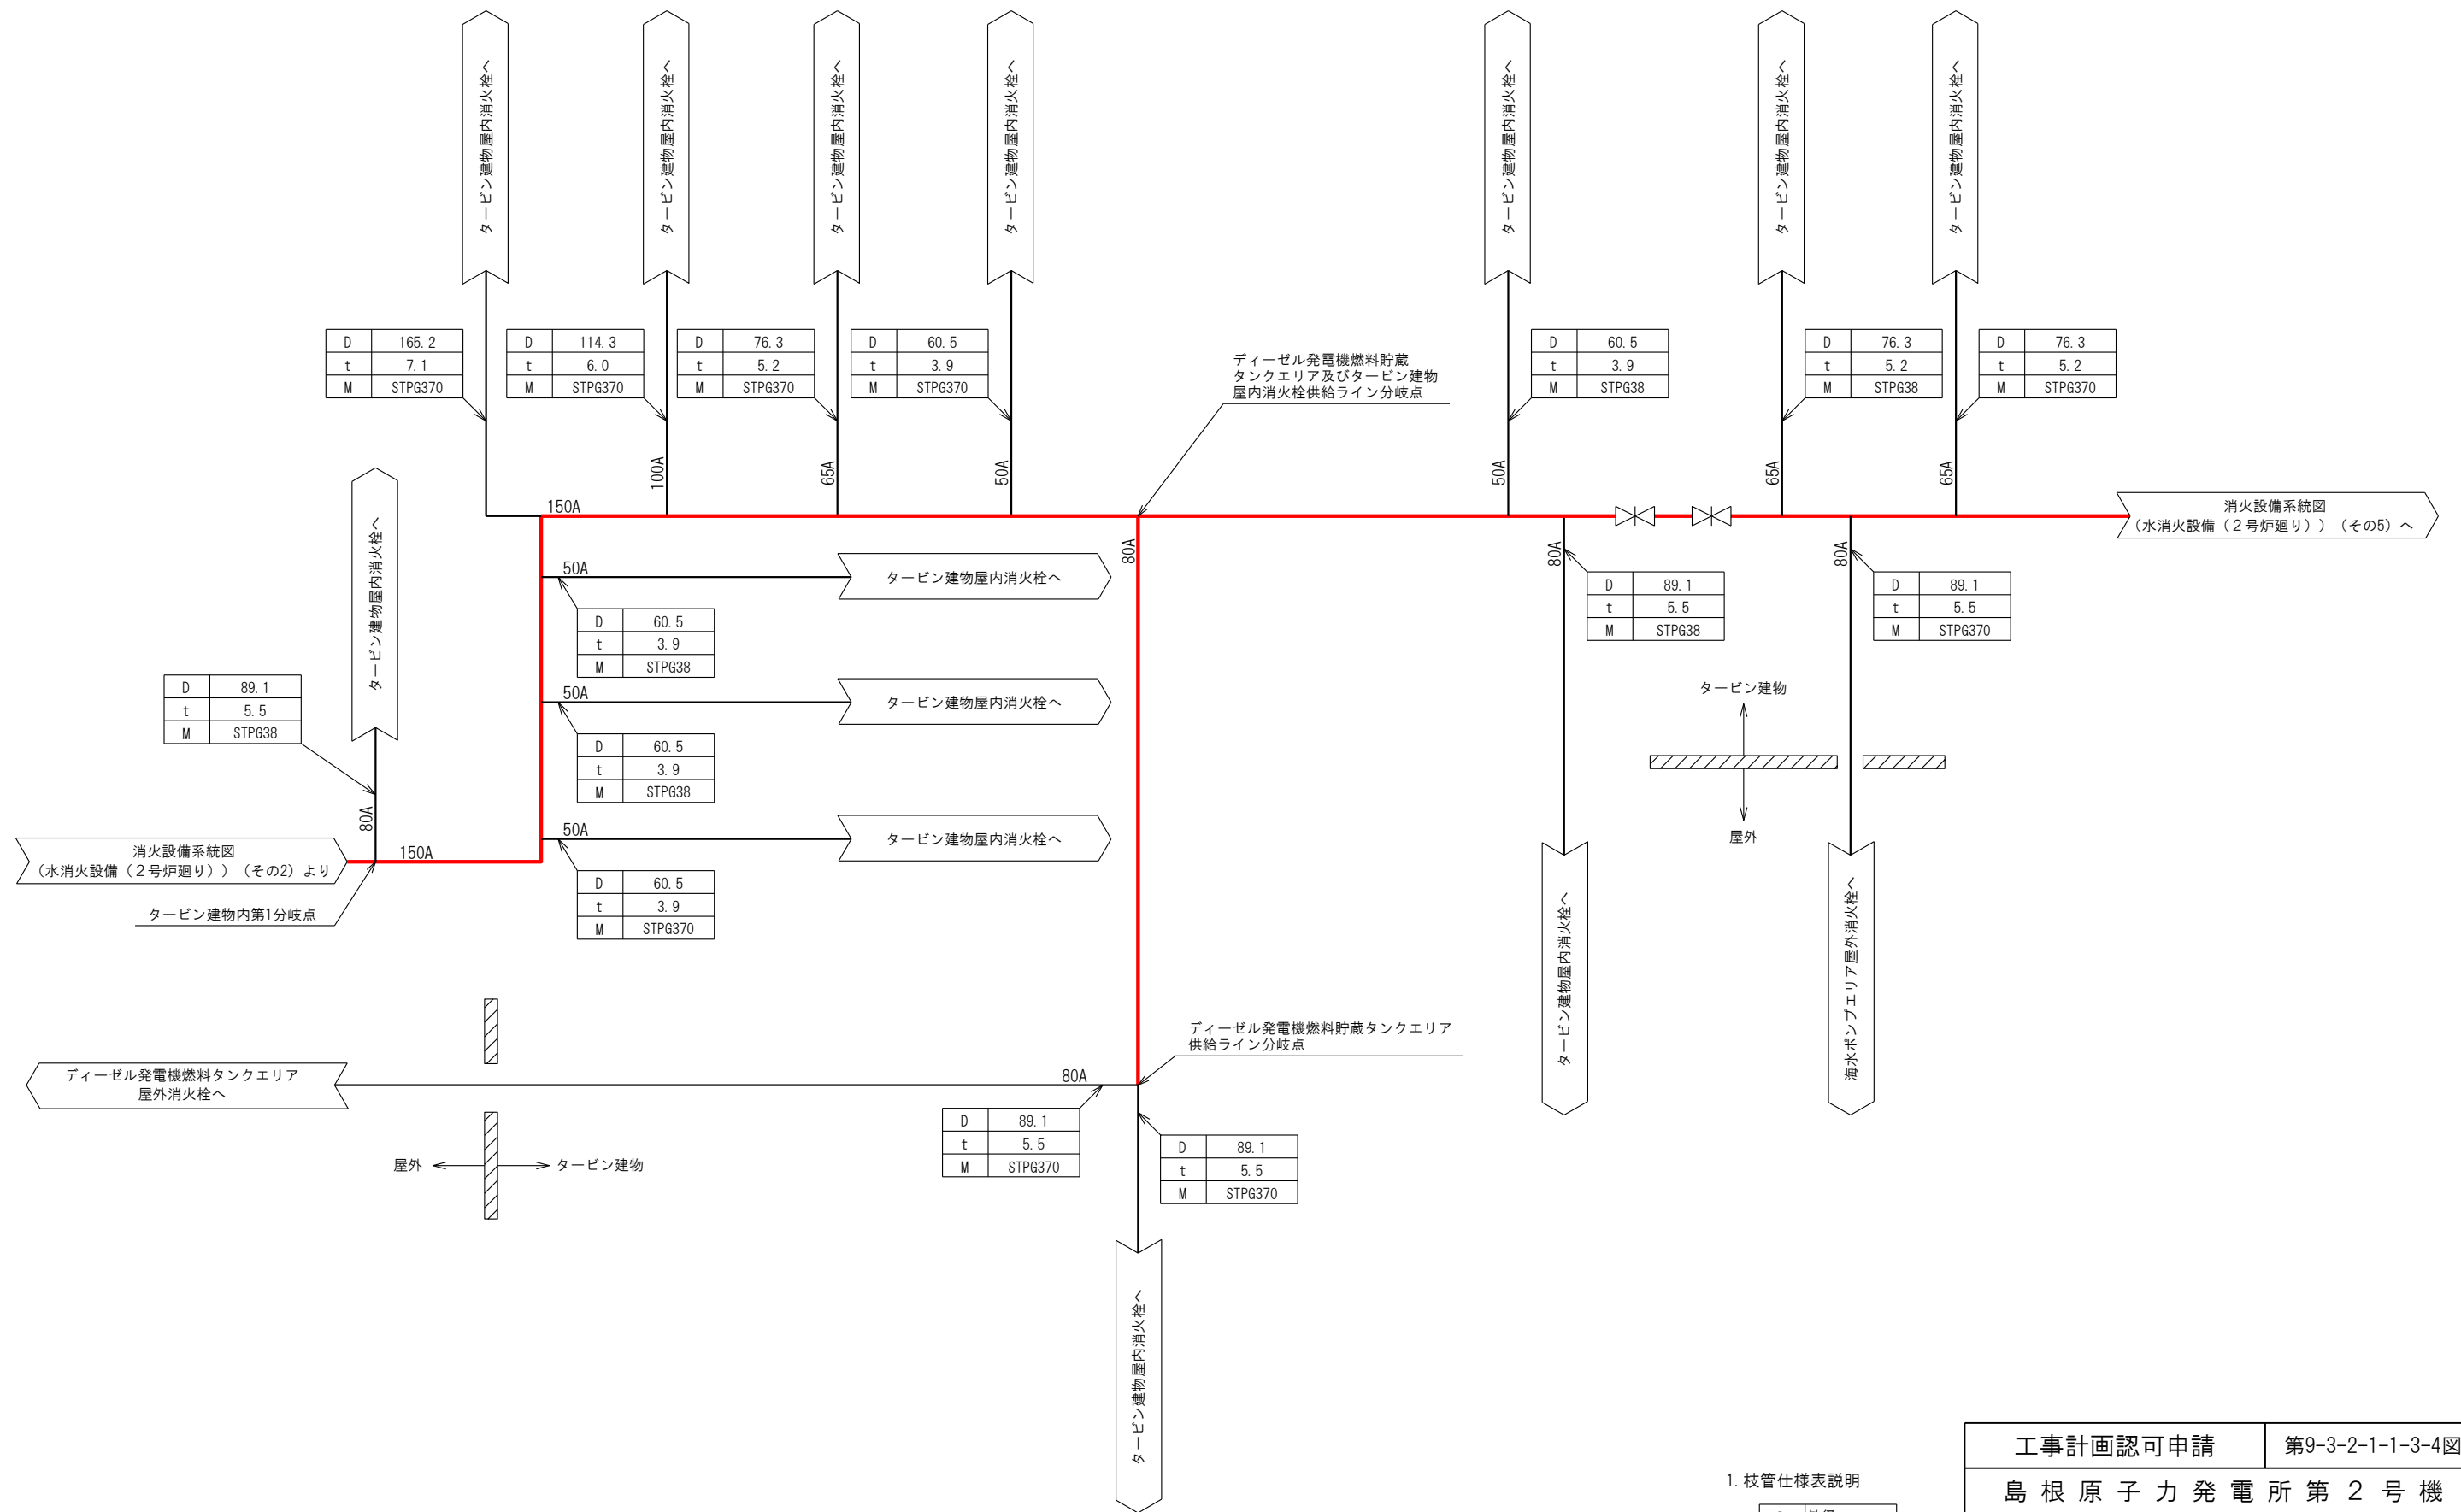 タービン建物屋内消火栓へ
タービン建物屋内消火栓へ
タービン建物屋内消火栓へ
タービン建物屋内消火栓へ
タービン建物屋内消火栓へ
タービン建物屋内消火栓へ
タービン建物屋内消火栓へ
D 165.2
t 7.1
M STPG370
D 114.3
t 6.0
M STPG370
D 76.3
t 5.2
M STPG370
D 60.5
t 3.9
M STPG370
ディーゼル発電機燃料貯蔵
タンクエリア及びタービン建物
屋内消火栓供給ライン分岐点
D 60.5
t 3.9
M STPG38
D 76.3
t 5.2
M STPG38
D 76.3
t 5.2
M STPG370
100A
65A
50A
50A
65A
65A
150A
消火設備系統図
(水消火設備(2号炉廻り))(その5)へ
タービン建物屋内消火栓へ
50A
タービン建物屋内消火栓へ
80A
80A
80A
D 60.5
t 3.9
M STPG38
D 89.1
t 5.5
M STPG38
D 89.1
t 5.5
M STPG370
D 89.1
t 5.5
M STPG38
50A
タービン建物屋内消火栓へ
タービン建物
D 60.5
t 3.9
M STPG38
屋外
80A
50A
タービン建物屋内消火栓へ
消火設備系統図
(水消火設備(2号炉廻り))(その2)より
150A
タービン建物内第1分岐点
D 60.5
t 3.9
M STPG370
タービン建物屋内消火栓へ
海水ポンプエリア屋外消火栓へ
ディーゼル発電機燃料貯蔵タンクエリア
供給ライン分岐点
ディーゼル発電機燃料タンクエリア
屋外消火栓へ
80A
D 89.1
t 5.5
M STPG370
D 89.1
t 5.5
M STPG370
屋外
タービン建物
タービン建物屋内消火栓へ
1. 枝管仕様表説明
工事計画認可申請 第9-3-2-1-1-3-4図
島根原子力発電所第2号機